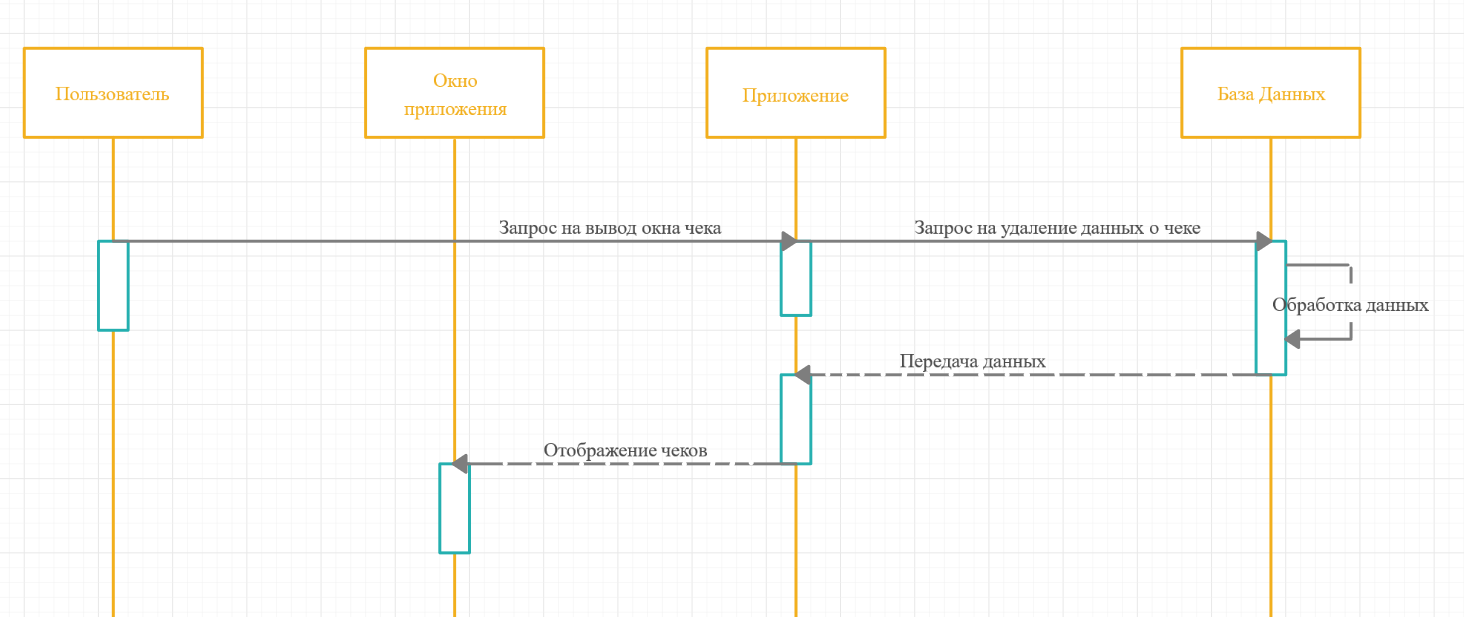 Пользователь
Окно
приложения
Приложение
База Данных
Запрос на вывод окна чека
Запрос на удаление данных о чеке
Обработка данных
Передача данных
Отображение чеков